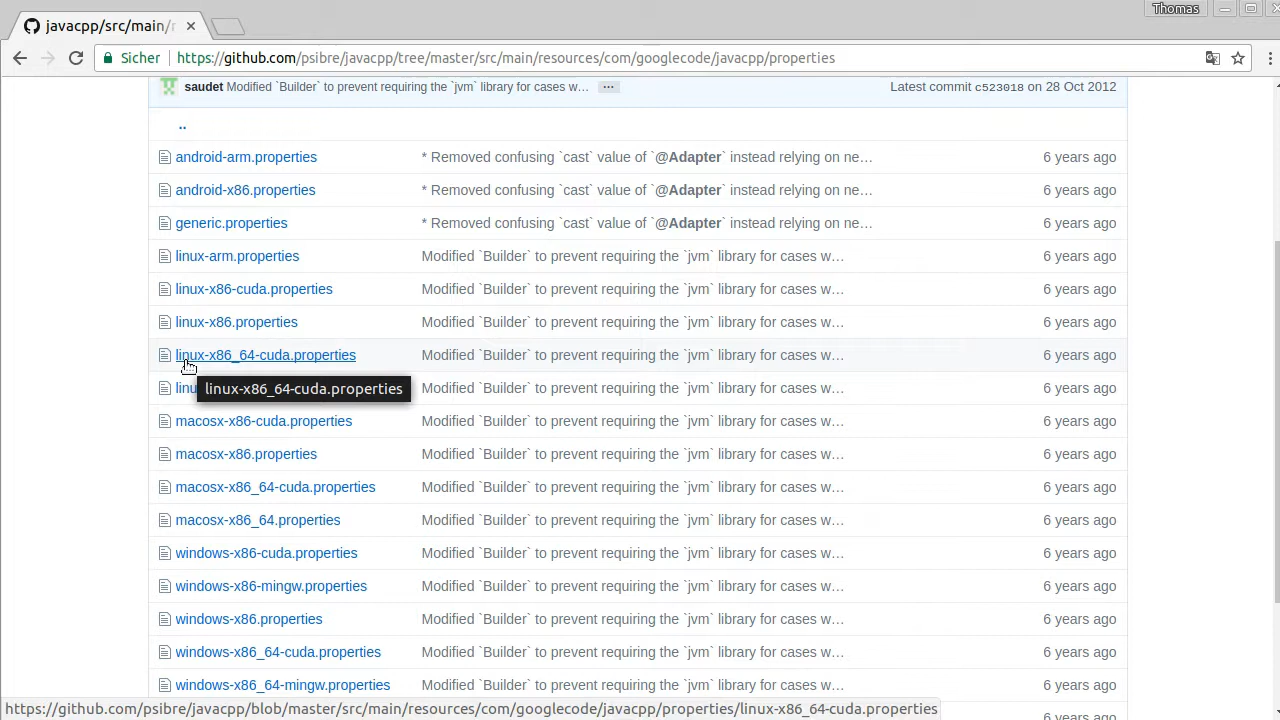 Thomas
javacpp/src/main/r
Sicher https://github.com/psibre/javacpp/tree/master/src/main/resources/com/googlecode/javacpp/properties
saudet Modified `Builder` to prevent requiring the `jvm` library for cases w… ... Latest commit c523018 on 28 Oct 2012
..
android-arm.properties * Removed confusing `cast` value of `@Adapter` instead relying on ne… 6 years ago
android-x86.properties * Removed confusing `cast` value of `@Adapter` instead relying on ne… 6 years ago
generic.properties * Removed confusing `cast` value of `@Adapter` instead relying on ne… 6 years ago
linux-arm.properties Modified `Builder` to prevent requiring the `jvm` library for cases w… 6 years ago
linux-x86-cuda.properties Modified `Builder` to prevent requiring the `jvm` library for cases w… 6 years ago
linux-x86.properties Modified `Builder` to prevent requiring the `jvm` library for cases w… 6 years ago
linux-x86_64-cuda.properties Modified `Builder` to prevent requiring the `jvm` library for cases w… 6 years ago
linu linux-x86_64-cuda.properties Modified `Builder` to prevent requiring the `jvm` library for cases w… 6 years ago
macosx-x86-cuda.properties Modified `Builder` to prevent requiring the `jvm` library for cases w… 6 years ago
macosx-x86.properties Modified `Builder` to prevent requiring the `jvm` library for cases w… 6 years ago
macosx-x86_64-cuda.properties Modified `Builder` to prevent requiring the `jvm` library for cases w… 6 years ago
macosx-x86_64.properties Modified `Builder` to prevent requiring the `jvm` library for cases w… 6 years ago
windows-x86-cuda.properties Modified `Builder` to prevent requiring the `jvm` library for cases w… 6 years ago
windows-x86-mingw.properties Modified `Builder` to prevent requiring the `jvm` library for cases w… 6 years ago
windows-x86.properties Modified `Builder` to prevent requiring the `jvm` library for cases w… 6 years ago
windows-x86_64-cuda.properties Modified `Builder` to prevent requiring the `jvm` library for cases w… 6 years ago
windows-x86_64-mingw.properties Modified `Builder` to prevent requiring the `jvm` library for cases w… 6 years ago
https://github.com/psibre/javacpp/blob/master/src/main/resources/com/googlecode/javacpp/properties/linux-x86_64-cuda.properties